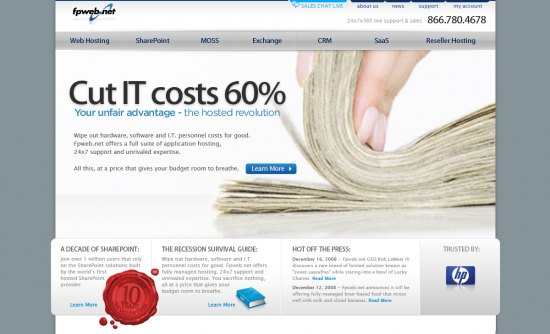 fpweb.net
SALES CHAT LIVE
about us
news
support
my account
24x7x365 live support & sales 866.780.4678
Web Hosting
SharePoint
MOSS
Exchange
CRM
SaaS
Reseller Hosting
Cut IT costs 60%
Your unfair advantage - the hosted revolution
Wipe out hardware, software and I.T. personnel costs for good.
Fpweb.net offers a full suite of application hosting,
24x7 support and unrivaled expertise.
All this, at a price that gives your budget room to breathe.
Learn More
A DECADE OF SHAREPOINT:
Join over 1 million users that rely
on the SharePoint solutions built
by the world's first
hosted SharePoint
provider
Learn More
10
THE RECESSION SURVIVAL GUIDE:
Wipe out hardware, software and I.T.
personnel costs for good. Fpweb.net offers
fully managed hosting, 24x7 support and
unrivaled expertise. You sacrifice nothing,
all at a price that gives your
budget room to breathe.
Learn More
HOT OFF THE PRESS:
December 16, 2008 - Fpweb.net CEO Rob LaMear IV
discovers a rare breed of hosted solution known as
"sweet saucefras" while staring into a bowl of Lucky
Charms. Read More
December 12, 2008 - Fpweb.net announces it will be
offering fully-managed bran-based host that mixes
well with milk and sliced bananas. Read More
TRUSTED BY:
hp